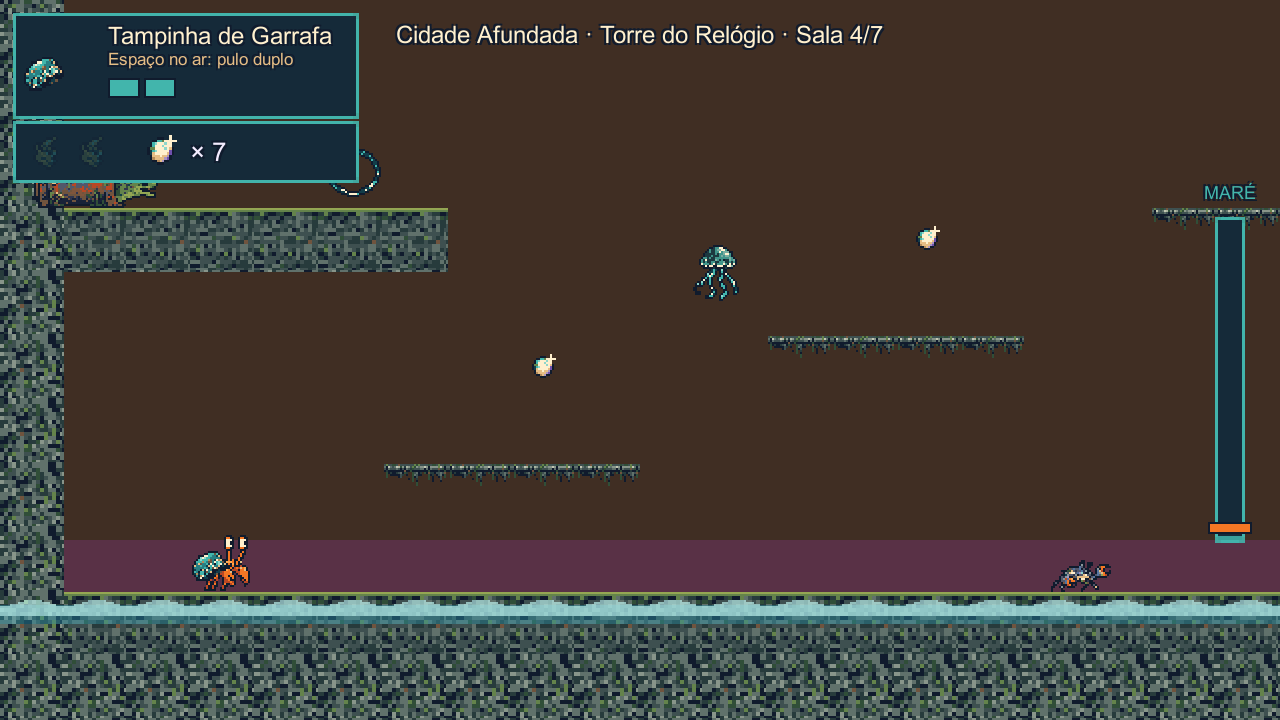 Tampinha de Garrafa
Espaço no ar: pulo duplo
× 7
Cidade Afundada · Torre do Relógio · Sala 4/7
MARÉ